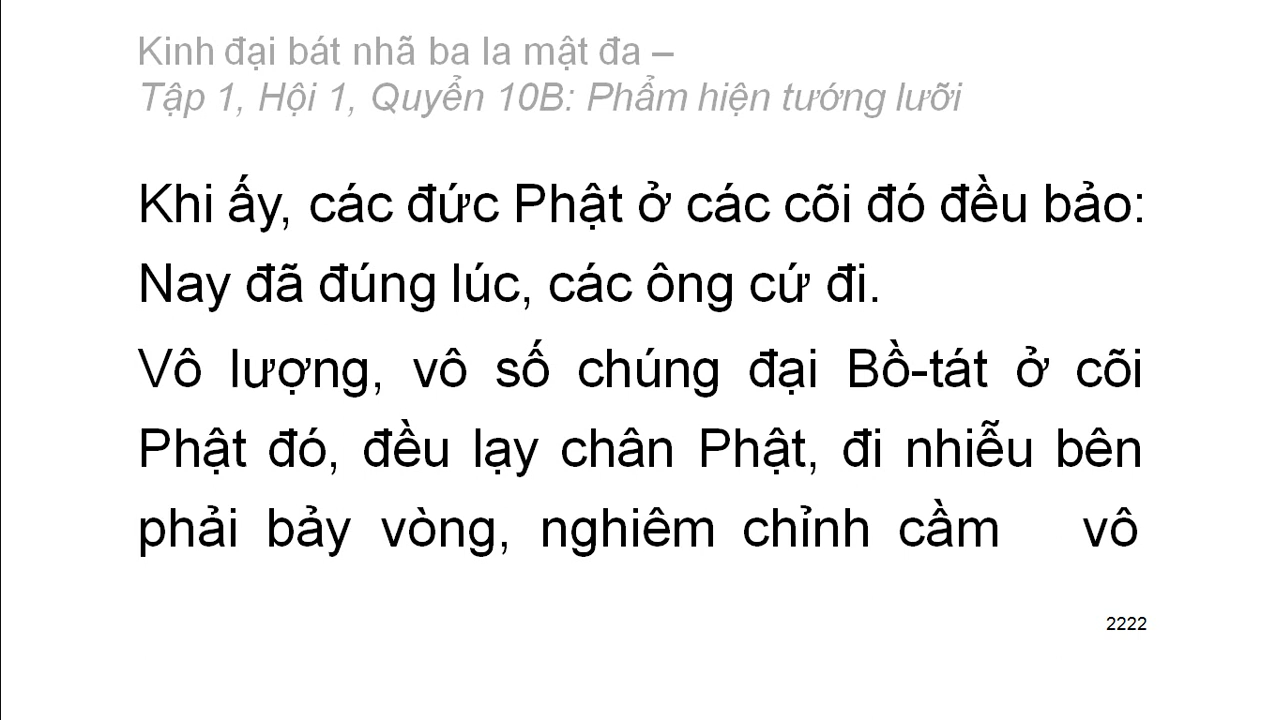 Kinh đại bát nhã ba la mật đa –
Tập 1, Hội 1, Quyển 10B: Phẩm hiện tướng lưỡi
Khi ấy, các đức Phật ở các cõi đó đều bảo:
Nay đã đúng lúc, các ông cứ đi.
Vô lượng, vô số chúng đại Bồ-tát ở cõi
Phật đó, đều lạy chân Phật, đi nhiễu bên
phải bảy vòng, nghiêm chỉnh cầm vô
2222